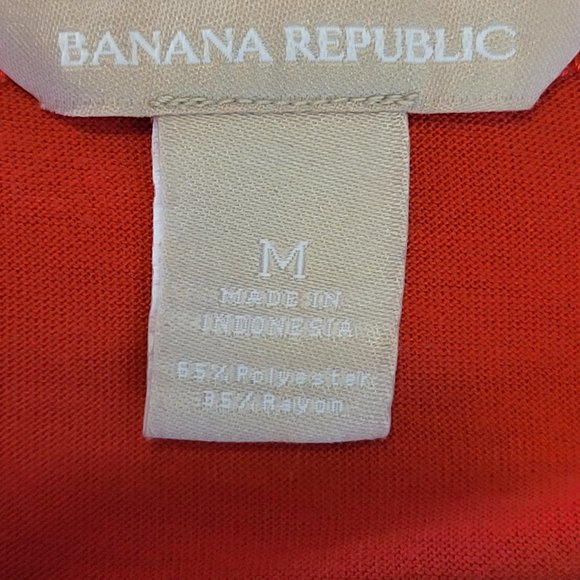 BANANA REPUBLIC
M
MADE IN
INDONESIA
65% Polyester
35% Rayon